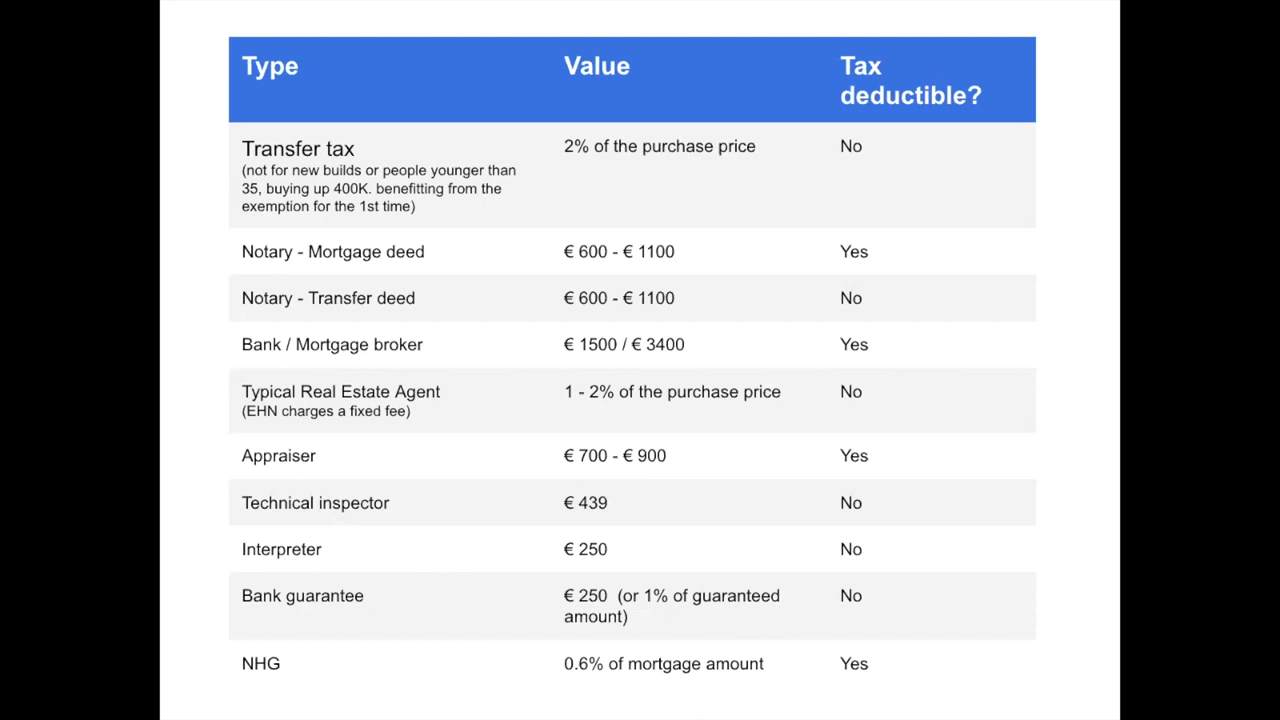 Type Value Tax
deductible?
Transfer tax 2% of the purchase price No
(not for new builds or people younger than
35, buying up 400K. benefitting from the
exemption for the 1st time)
Notary - Mortgage deed € 600 - € 1100 Yes
Notary - Transfer deed € 600 - € 1100 No
Bank / Mortgage broker € 1500 / € 3400 Yes
Typical Real Estate Agent 1 - 2% of the purchase price No
(EHN charges a fixed fee)
Appraiser € 700 - € 900 Yes
Technical inspector € 439 No
Interpreter € 250 No
Bank guarantee € 250 (or 1% of guaranteed No
amount)
NHG 0.6% of mortgage amount Yes